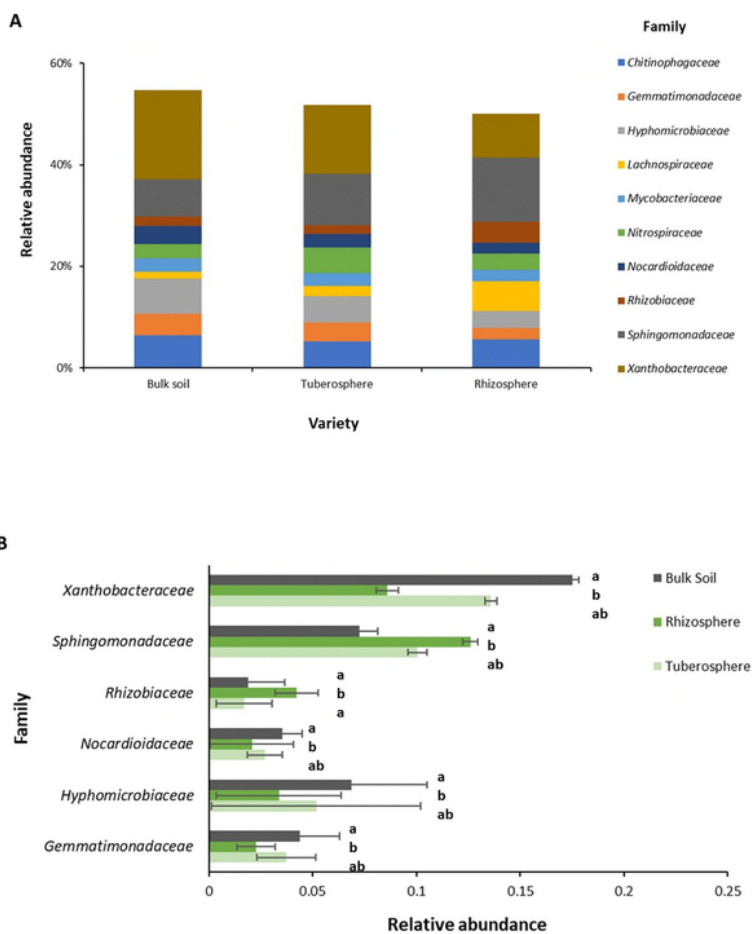 A
Family
60%
40%
20%
0%
Relative abundance
Bulk soil
Tuberosphere
Rhizosphere
Variety
Chitinophagaceae
Gemmatimonadaceae
Hyphomicrobiaceae
Lachnospiraceae
Mycobacteriaceae
Nitrospiraceae
Nocardioidaceae
Rhizobiaceae
Sphingomonadaceae
Xanthobacteraceae
B
Family
Xanthobacteraceae
a
b
ab
Sphingomonadaceae
a
b
ab
Rhizobiaceae
a
b
a
Nocardioidaceae
a
b
ab
Hyphomicrobiaceae
a
b
ab
Gemmatimonadaceae
a
b
ab
Bulk Soil
Rhizosphere
Tuberosphere
0
0.05
0.1
0.15
0.2
0.25
Relative abundance